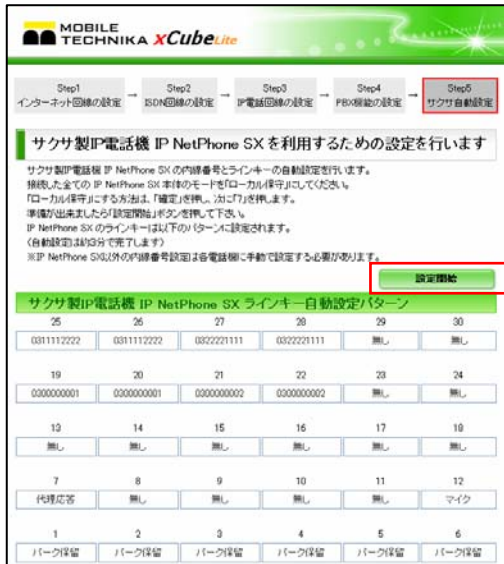 MOBILE
TECHNIKA xCubeLite
Step1
インターネット回線の設定
→
Step2
ISDN回線の設定
→
Step3
IP電話回線の設定
→
Step4
PBX機能の設定
→
Step5
サクサ自動設定
サクサ製IP電話機 IP NetPhone SX を利用するための設定を行います
サクサ製IP電話機 IP NetPhone SX の内線番号とラインキーの自動設定を行います。
接続した全ての IP NetPhone SX 本体のモードを「ローカル保守」にしてください。
「ローカル保守」にする方法は、「確定」を押し、次に「7」を押します。
準備が出来ましたら「設定開始」ボタンを押して下さい。
IP NetPhone SX のラインキーは以下のパターンに設定されます。
(自動設定は約3分で完了します)
※IP NetPhone SX以外の内線番号設定は各電話機に手動で設定する必要があります。
設定開始
サクサ製IP電話機 IP NetPhone SX ラインキー自動設定パターン
25 26 27 28 29 30
0311112222 0311112222 0322221111 0322221111 無し 無し
19 20 21 22 23 24
0300000001 0300000001 0300000002 0300000002 無し 無し
13 14 15 16 17 18
無し 無し 無し 無し 無し 無し
7 8 9 10 11 12
代理応答 無し 無し 無し 無し マイク
1 2 3 4 5 6
パーク保留 パーク保留 パーク保留 パーク保留 パーク保留 パーク保留